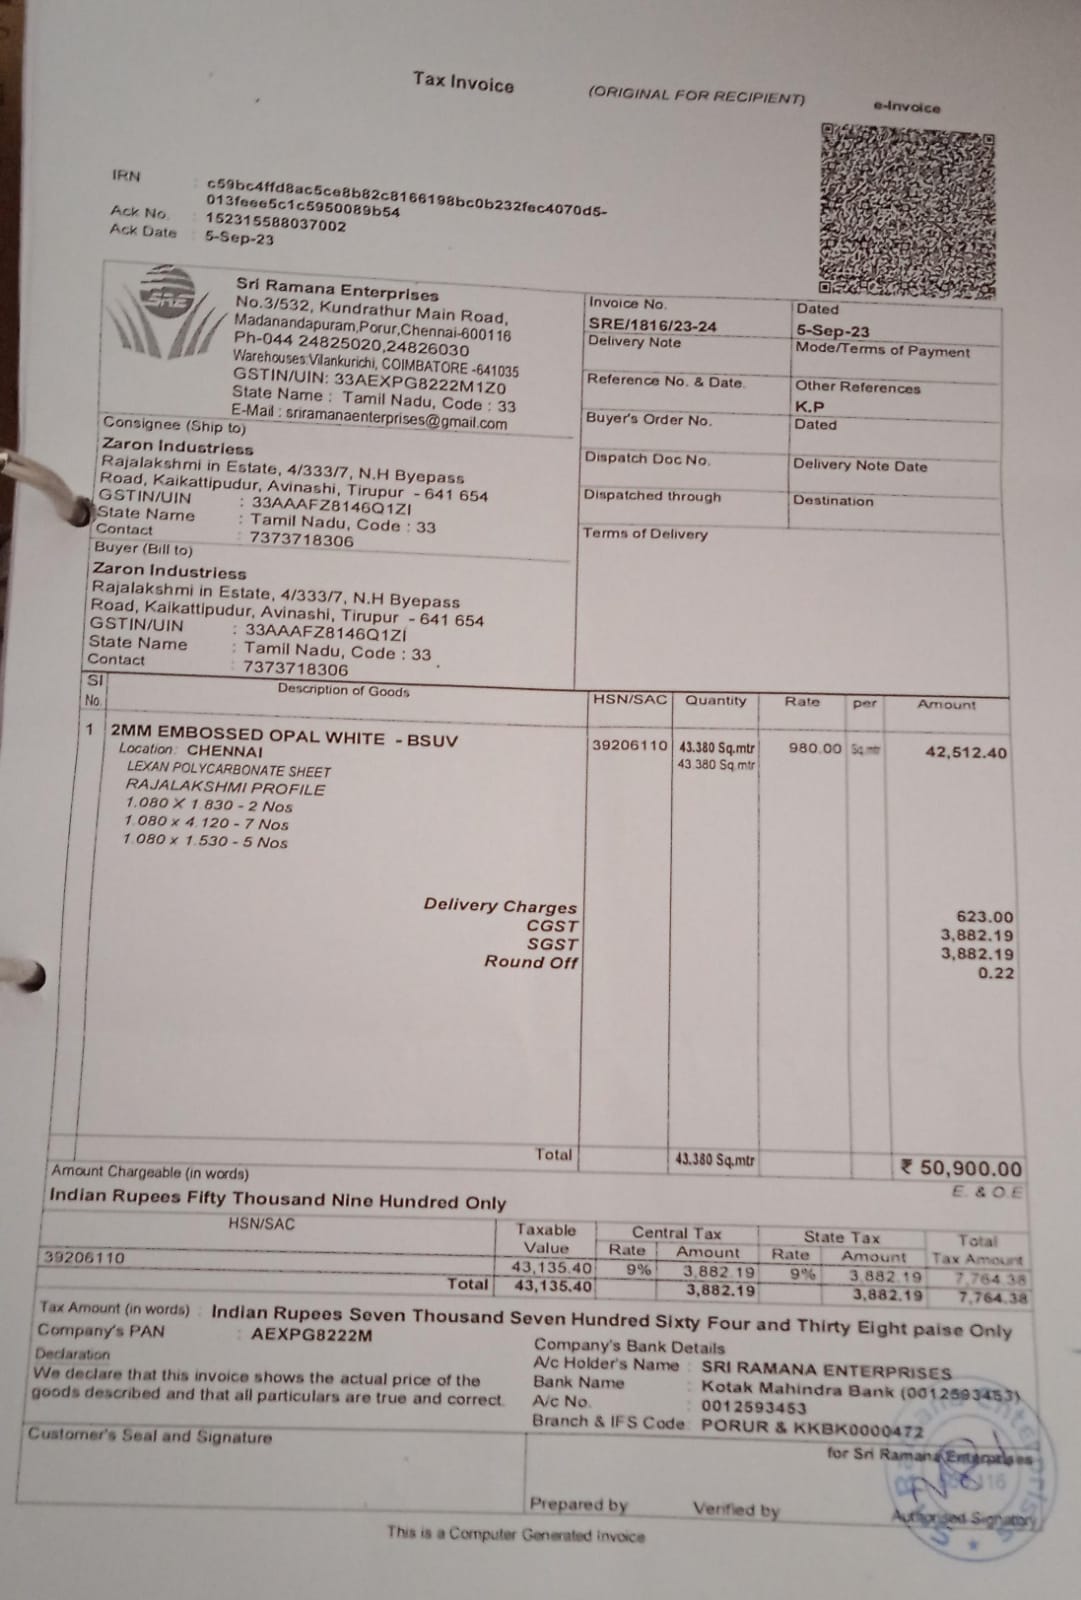 Tax Invoice
(ORIGINAL FOR RECIPIENT)
e-Invoice
IRN : c59bc4ffd8ac5ce8b82c8166198bc0b232fec4070d5-
013feee5c1c5950089b54
Ack No. : 152315588037002
Ack Date : 5-Sep-23
SRE
Sri Ramana Enterprises
No.3/532, Kundrathur Main Road,
Madanandapuram,Porur,Chennai-600116
Ph-044 24825020,24826030
Warehouses:Vilankurichi, COIMBATORE -641035
GSTIN/UIN: 33AEXPG8222M1Z0
State Name : Tamil Nadu, Code : 33
E-Mail : sriramanaenterprises@gmail.com
Invoice No.
SRE/1816/23-24
Dated
5-Sep-23
Delivery Note
Mode/Terms of Payment
Reference No. & Date.
Other References
K.P
Buyer's Order No.
Dated
Dispatch Doc No.
Delivery Note Date
Dispatched through
Destination
Terms of Delivery
Consignee (Ship to)
Zaron Industriess
Rajalakshmi in Estate, 4/333/7, N.H Byepass
Road, Kaikattipudur, Avinashi, Tirupur - 641 654
GSTIN/UIN : 33AAAFZ8146Q1ZI
State Name : Tamil Nadu, Code : 33
Contact : 7373718306
Buyer (Bill to)
Zaron Industriess
Rajalakshmi in Estate, 4/333/7, N.H Byepass
Road, Kaikattipudur, Avinashi, Tirupur - 641 654
GSTIN/UIN : 33AAAFZ8146Q1ZI
State Name : Tamil Nadu, Code : 33
Contact : 7373718306
Sl No. Description of Goods HSN/SAC Quantity Rate per Amount
1 2MM EMBOSSED OPAL WHITE - BSUV 39206110 43.380 Sq.mtr 980.00 Sq.mtr 42,512.40
Location: CHENNAI 43.380 Sq.mtr
LEXAN POLYCARBONATE SHEET
RAJALAKSHMI PROFILE
1.080 X 1.830 - 2 Nos
1.080 x 4.120 - 7 Nos
1.080 x 1.530 - 5 Nos
Delivery Charges 623.00
CGST 3,882.19
SGST 3,882.19
Round Off 0.22
Total 43.380 Sq.mtr ₹ 50,900.00
Amount Chargeable (in words) E. & O.E
Indian Rupees Fifty Thousand Nine Hundred Only
HSN/SAC Taxable Value Central Tax State Tax Total Tax Amount
Rate Amount Rate Amount
39206110 43,135.40 9% 3,882.19 9% 3,882.19 7,764.38
Total 43,135.40 3,882.19 3,882.19 7,764.38
Tax Amount (in words) : Indian Rupees Seven Thousand Seven Hundred Sixty Four and Thirty Eight paise Only
Company's PAN : AEXPG8222M
Declaration
We declare that this invoice shows the actual price of the
goods described and that all particulars are true and correct.
Company's Bank Details
A/c Holder's Name : SRI RAMANA ENTERPRISES
Bank Name : Kotak Mahindra Bank (0012593453)
A/c No. : 0012593453
Branch & IFS Code : PORUR & KKBK0000472
Customer's Seal and Signature
for Sri Ramana Enterprises
Prepared by
Verified by
Authorised Signatory
This is a Computer Generated Invoice